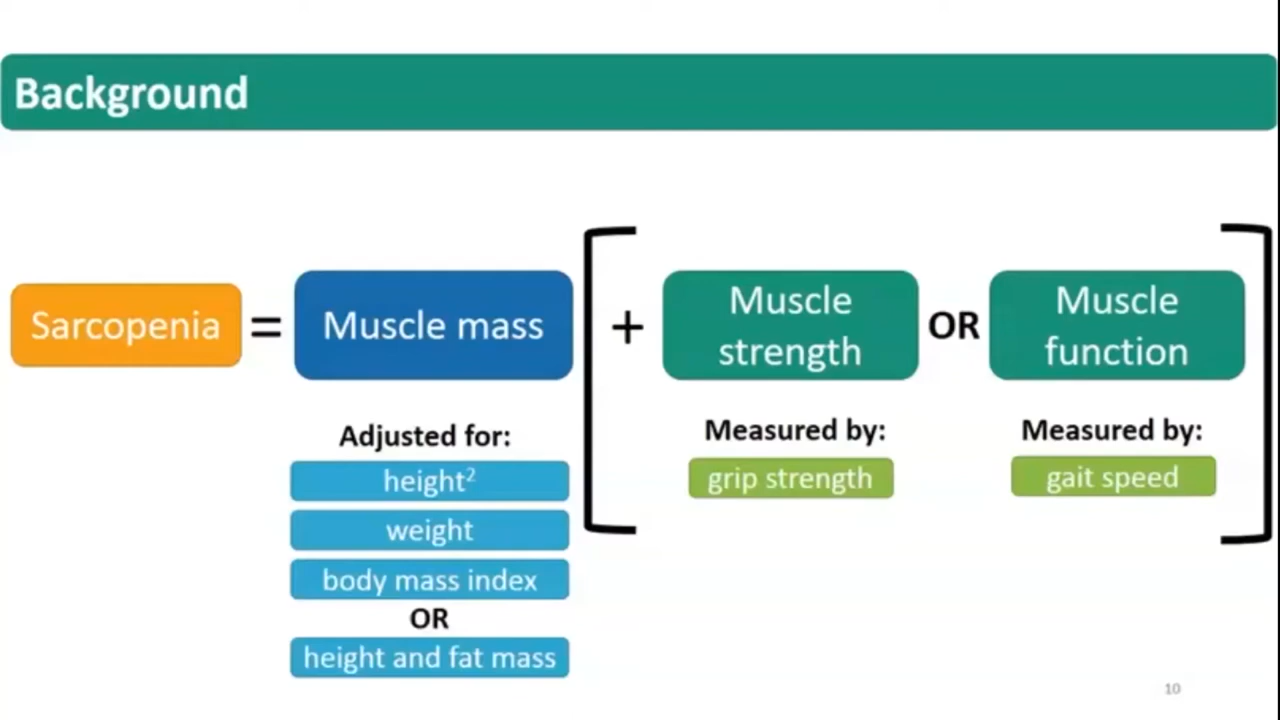 Background
Sarcopenia = Muscle mass + Muscle strength OR Muscle function
Adjusted for:
height²
weight
body mass index
OR
height and fat mass
Measured by:
grip strength
Measured by:
gait speed
10